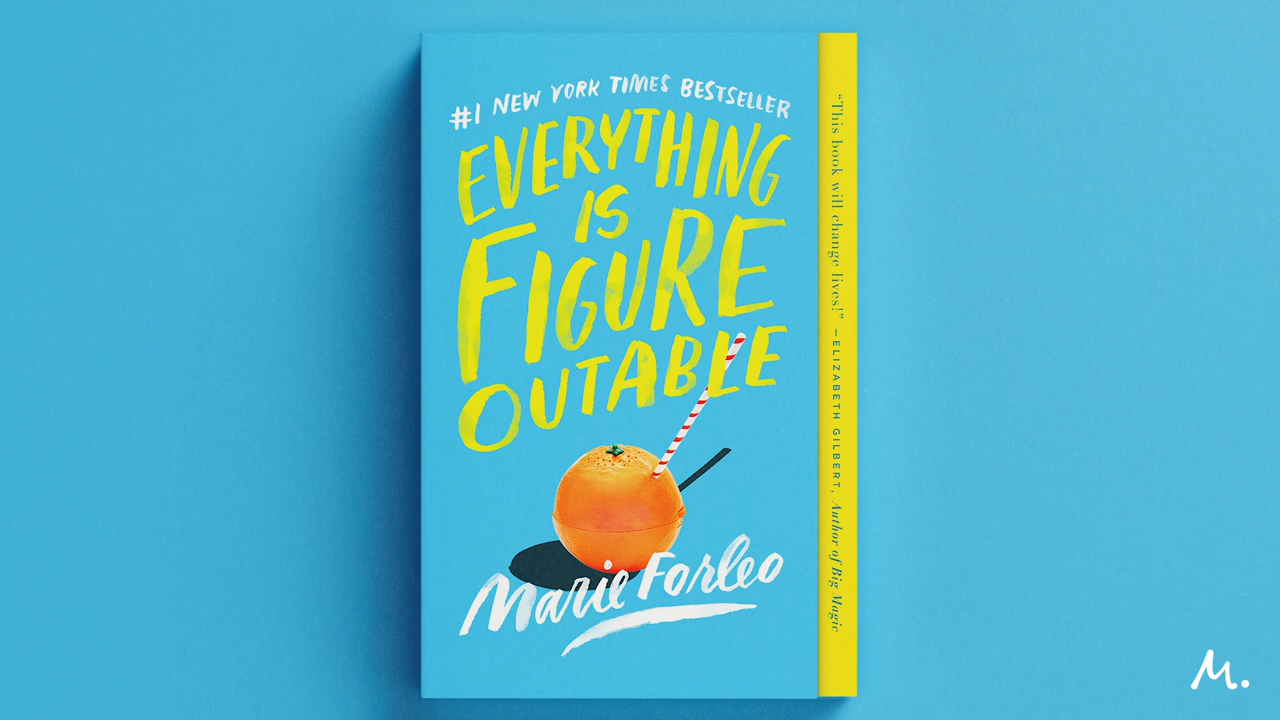 #1 NEW YORK TIMES BESTSELLER
EVERYTHING
IS
FIGURE
OUTABLE
Marie Forleo
“This book will change lives!” –ELIZABETH GILBERT, Author of Big Magic
M.